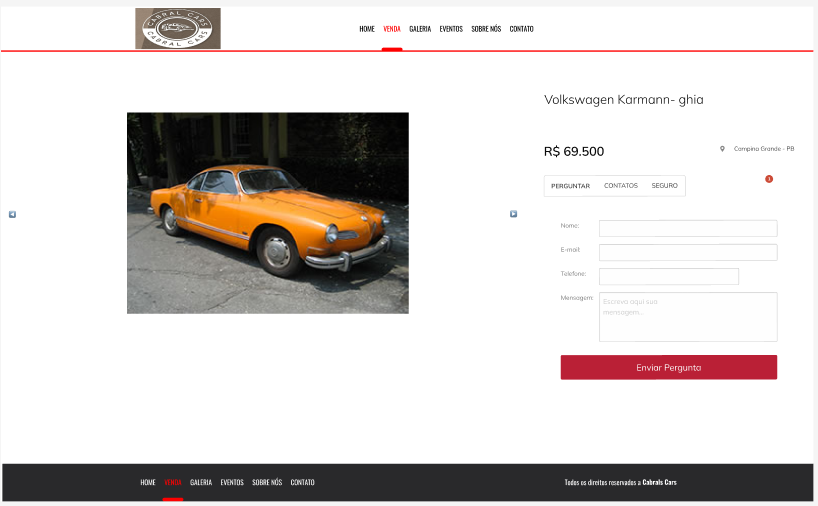 CABRAL CARS
CABRAL CARS
HOME VENDA GALERIA EVENTOS SOBRE NÓS CONTATO
Volkswagen Karmann- ghia
R$ 69.500
Campina Grande - PB
PERGUNTAR CONTATOS SEGURO
Nome:
E-mail:
Telefone:
Mensagem:
Escreva aqui sua
mensagem...
Enviar Pergunta
HOME VENDA GALERIA EVENTOS SOBRE NÓS CONTATO
Todos os direitos reservados a Cabrals Cars